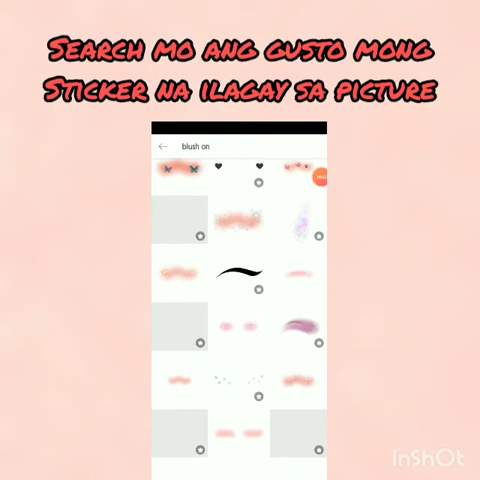 Search mo ang gusto mong
Sticker na ilagay sa picture
blush on
InShOt